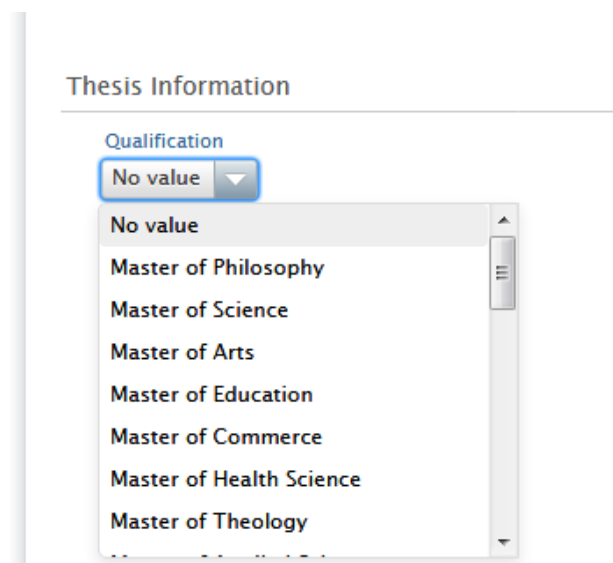 Thesis Information
Qualification
No value
No value
Master of Philosophy
Master of Science
Master of Arts
Master of Education
Master of Commerce
Master of Health Science
Master of Theology